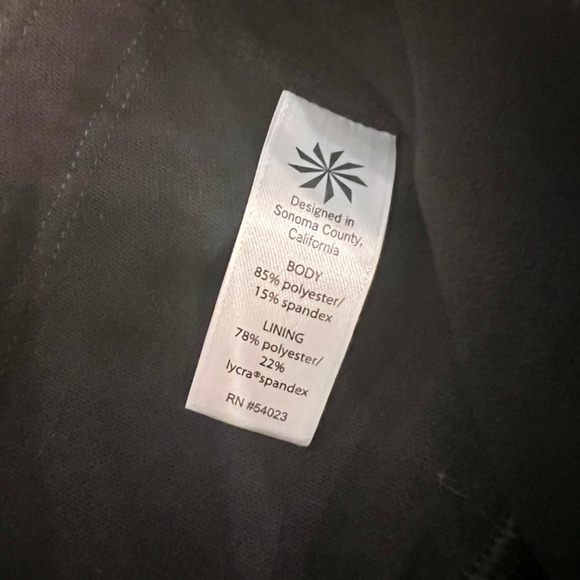 Designed in
Sonoma County,
California
BODY
85% polyester/
15% spandex
LINING
78% polyester/
22%
lycra®spandex
RN #54023